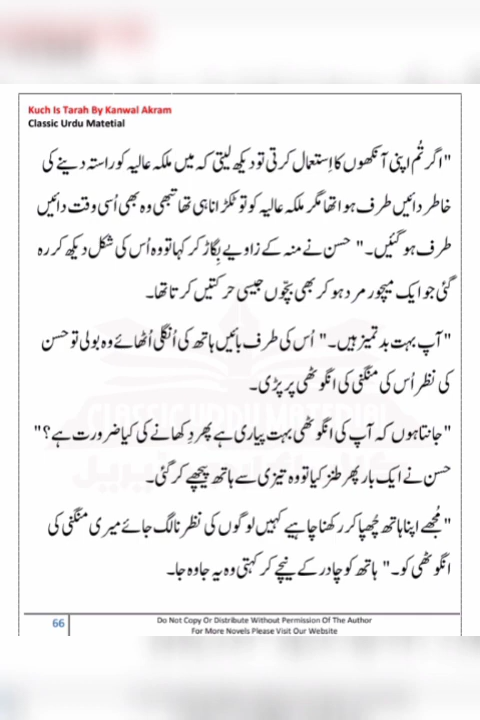 Kuch Is Tarah By Kanwal Akram
Classic Urdu Matetial
"اگر تُم اپنی آنکھوں کا اِستعمال کرتی تو دیکھ لیتی کہ میں ملکہ عالیہ کو راستہ دینے کی
خاطر دائیں طرف ہوا تھا مگر ملکہ عالیہ کو تو ٹکرانا ہی تھا تبھی وہ بھی اُسی وقت دائیں
طرف ہو گئیں۔" حسن نے منہ کے زاویے بِگاڑ کر کہا تو وہ اُس کی شکل دیکھ کر رہ
گئی جو ایک میچور مرد ہو کر بھی بچّوں جیسی حرکتیں کرتا تھا۔
"آپ بہت بدتمیز ہیں۔" اُس کی طرف بائیں ہاتھ کی اُنگلی اُٹھائے وہ بولی تو حسن
کی نظر اُس کی منگنی کی انگوٹھی پر پڑی۔
"جانتا ہوں کہ آپ کی انگوٹھی بہت پیاری ہے پھر دِکھانے کی کیا ضرورت ہے؟"
حسن نے ایک بار پھر طنز کیا تو وہ تیزی سے ہاتھ پیچھے کر گئی۔
"مُجھے اپنا ہاتھ چُھپا کر رکھنا چاہیے کہیں لوگوں کی نظر نا لگ جائے میری منگنی کی
انگوٹھی کو۔" ہاتھ کو چادر کے نیچے کر کہتی وہ یہ جا وہ جا۔
CLASSIC URDU MATERIAL
66
Do Not Copy Or Distribute Without Permission Of The Author
For More Novels Please Visit Our Website